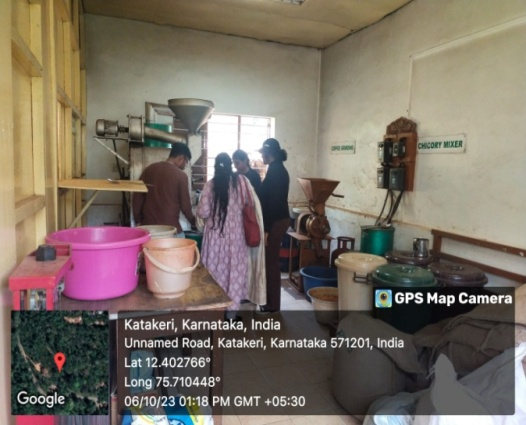 COFFEE GRINDING
CHICORY MIXER
GPS Map Camera
Katakeri, Karnataka, India
Unnamed Road, Katakeri, Karnataka 571201, India
Lat 12.402766°
Long 75.710448°
06/10/23 01:18 PM GMT +05:30
Google